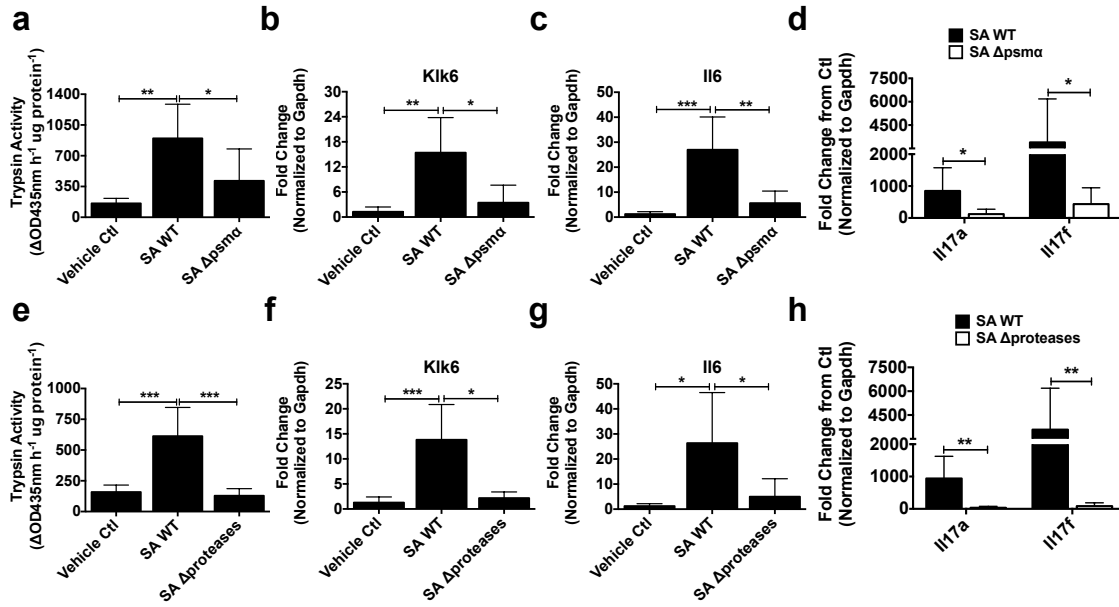 a
Trypsin Activity
(ΔOD435nm h⁻¹ ug protein⁻¹)
1400
1050
700
350
0
**
*
Vehicle Ctl
SA WT
SA Δpsmα
b
Klk6
Fold Change
(Normalized to Gapdh)
30
24
18
12
6
0
**
*
Vehicle Ctl
SA WT
SA Δpsmα
c
Il6
Fold Change
(Normalized to Gapdh)
60
50
40
30
20
10
0
***
**
Vehicle Ctl
SA WT
SA Δpsmα
d
SA WT
SA Δpsmα
Fold Change from Ctl
(Normalized to Gapdh)
7500
6000
4500
3000
2000
1000
0
*
*
Il17a
Il17f
e
Trypsin Activity
(ΔOD435nm h⁻¹ ug protein⁻¹)
1000
750
500
250
0
***
***
Vehicle Ctl
SA WT
SA Δproteases
f
Klk6
Fold Change
(Normalized to Gapdh)
25
20
15
10
5
0
***
*
Vehicle Ctl
SA WT
SA Δproteases
g
Il6
Fold Change
(Normalized to Gapdh)
50
40
30
20
10
0
*
*
Vehicle Ctl
SA WT
SA Δproteases
h
SA WT
SA Δproteases
Fold Change from Ctl
(Normalized to Gapdh)
7500
6000
4500
3000
2000
1000
0
**
**
Il17a
Il17f